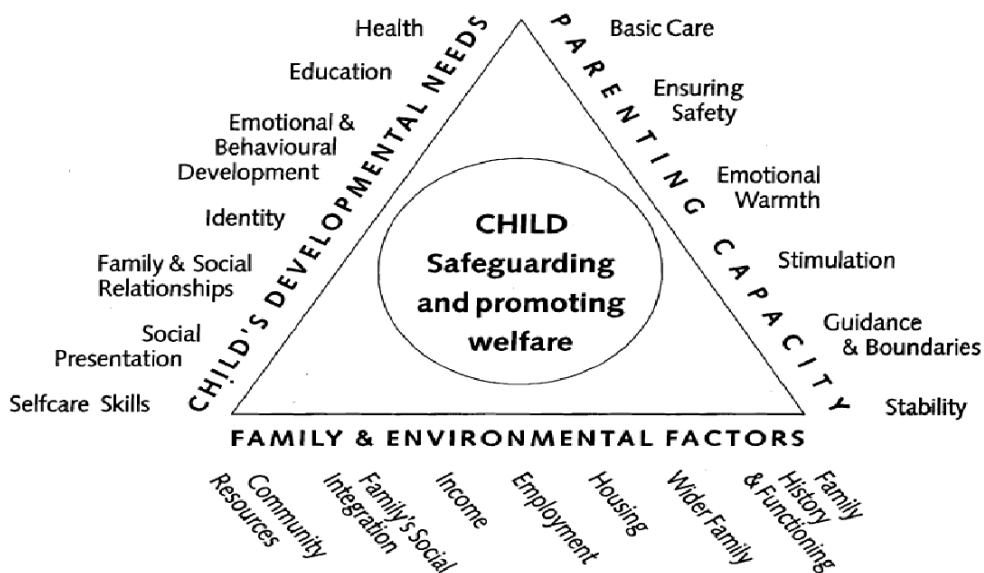 Health
Education
Emotional &
Behavioural
Development
Identity
Family & Social
Relationships
Social
Presentation
Selfcare Skills
CHILD'S DEVELOPMENTAL NEEDS
PARENTING CAPACITY
Basic Care
Ensuring
Safety
Emotional
Warmth
Stimulation
Guidance
& Boundaries
Stability
CHILD
Safeguarding
and promoting
welfare
FAMILY & ENVIRONMENTAL FACTORS
Community
Resources
Family's Social
Integration
Income
Employment
Housing
Wider Family
Family
History
& Functioning